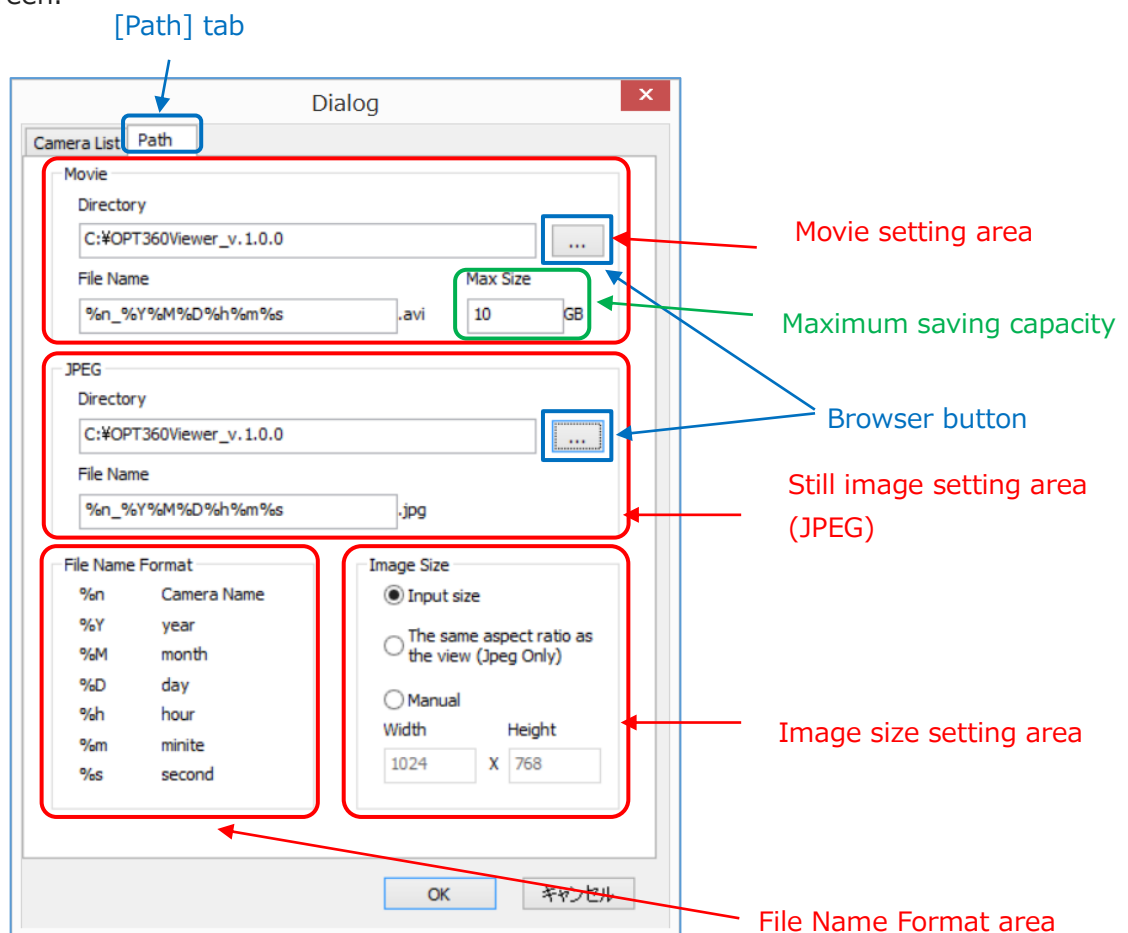 [Path] tab
Dialog
Camera List Path
Movie
Directory
C:¥OPT360Viewer_v.1.0.0 ...
Movie setting area
File Name Max Size
%n_%Y%M%D%h%m%s .avi 10 GB
Maximum saving capacity
JPEG
Directory
Browser button
C:¥OPT360Viewer_v.1.0.0 ...
File Name
Still image setting area
(JPEG)
%n_%Y%M%D%h%m%s .jpg
File Name Format
%n Camera Name
%Y year
%M month
%D day
%h hour
%m minite
%s second
Image Size
Input size
The same aspect ratio as
the view (Jpeg Only)
Manual
Width Height
1024 X 768
Image size setting area
OK キャンセル
File Name Format area